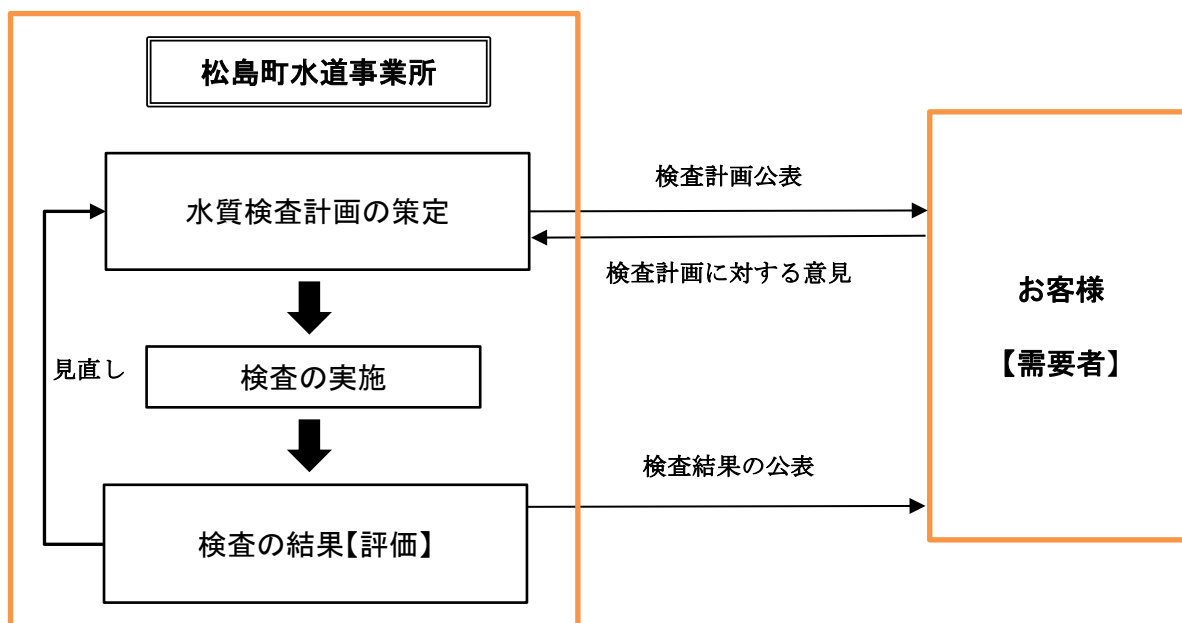 松島町水道事業所
水質検査計画の策定
検査計画公表
検査計画に対する意見
お客様
【需要者】
見直し
検査の実施
検査結果の公表
検査の結果【評価】